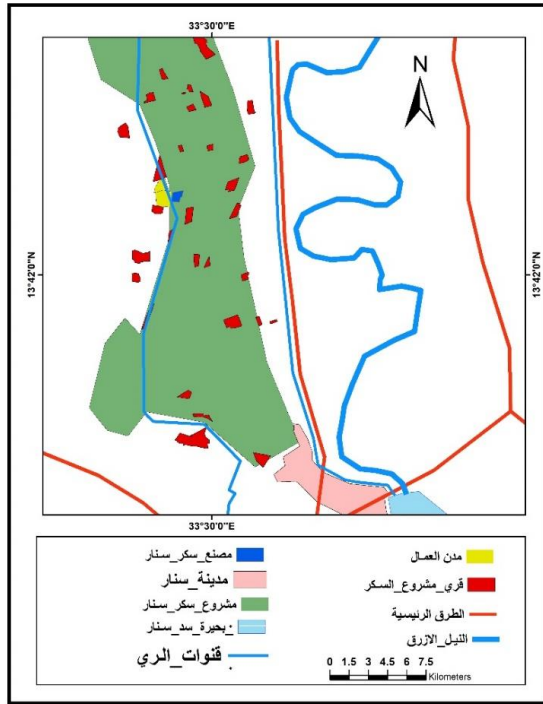 33°30'0"E
N
13°42'0"N
13°42'0"N
33°30'0"E
مدن العمال
قري_مشروع_السكر
الطرق الرئيسية
النيل_الازرق
0 1.5 3 4.5 6 7.5
Kilometers
مصنع_سكر_سنار
مدينة_سنار
مشروع_سكر_سنار
بحيرة_سد_سنار
قنوات_الري